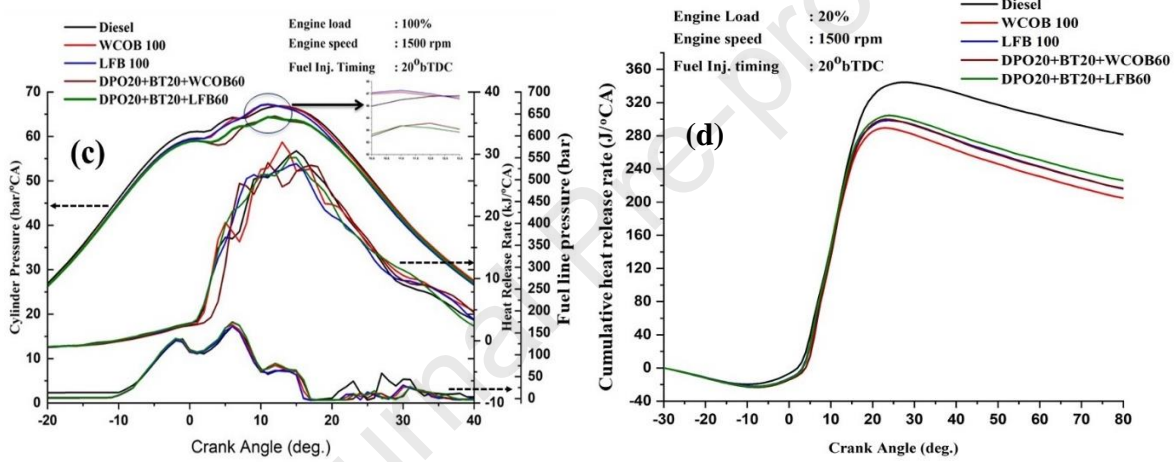 Engine load : 100%
Engine speed : 1500 rpm
Fuel Inj. Timing : 20⁰bTDC
Diesel
WCOB 100
LFB 100
DPO20+BT20+WCOB60
DPO20+BT20+LFB60
(c)
Cylinder Pressure (bar/⁰CA)
70
60
50
40
30
20
10
0
-20
-10
0
10
20
30
40
Crank Angle (deg.)
40
30
20
10
0
-10
Heat Release Rate (kJ/⁰CA)
700
650
600
550
500
450
400
350
300
250
200
150
100
50
0
Fuel line pressure (bar)
Engine Load : 20%
Engine speed : 1500 rpm
Fuel Inj. timing : 20⁰bTDC
Diesel
WCOB 100
LFB 100
DPO20+BT20+WCOB60
DPO20+BT20+LFB60
(d)
Cumulative heat release rate (J/⁰CA)
360
320
280
240
200
160
120
80
40
0
-40
-30
-20
-10
0
10
20
30
40
50
60
70
80
Crank Angle (deg.)